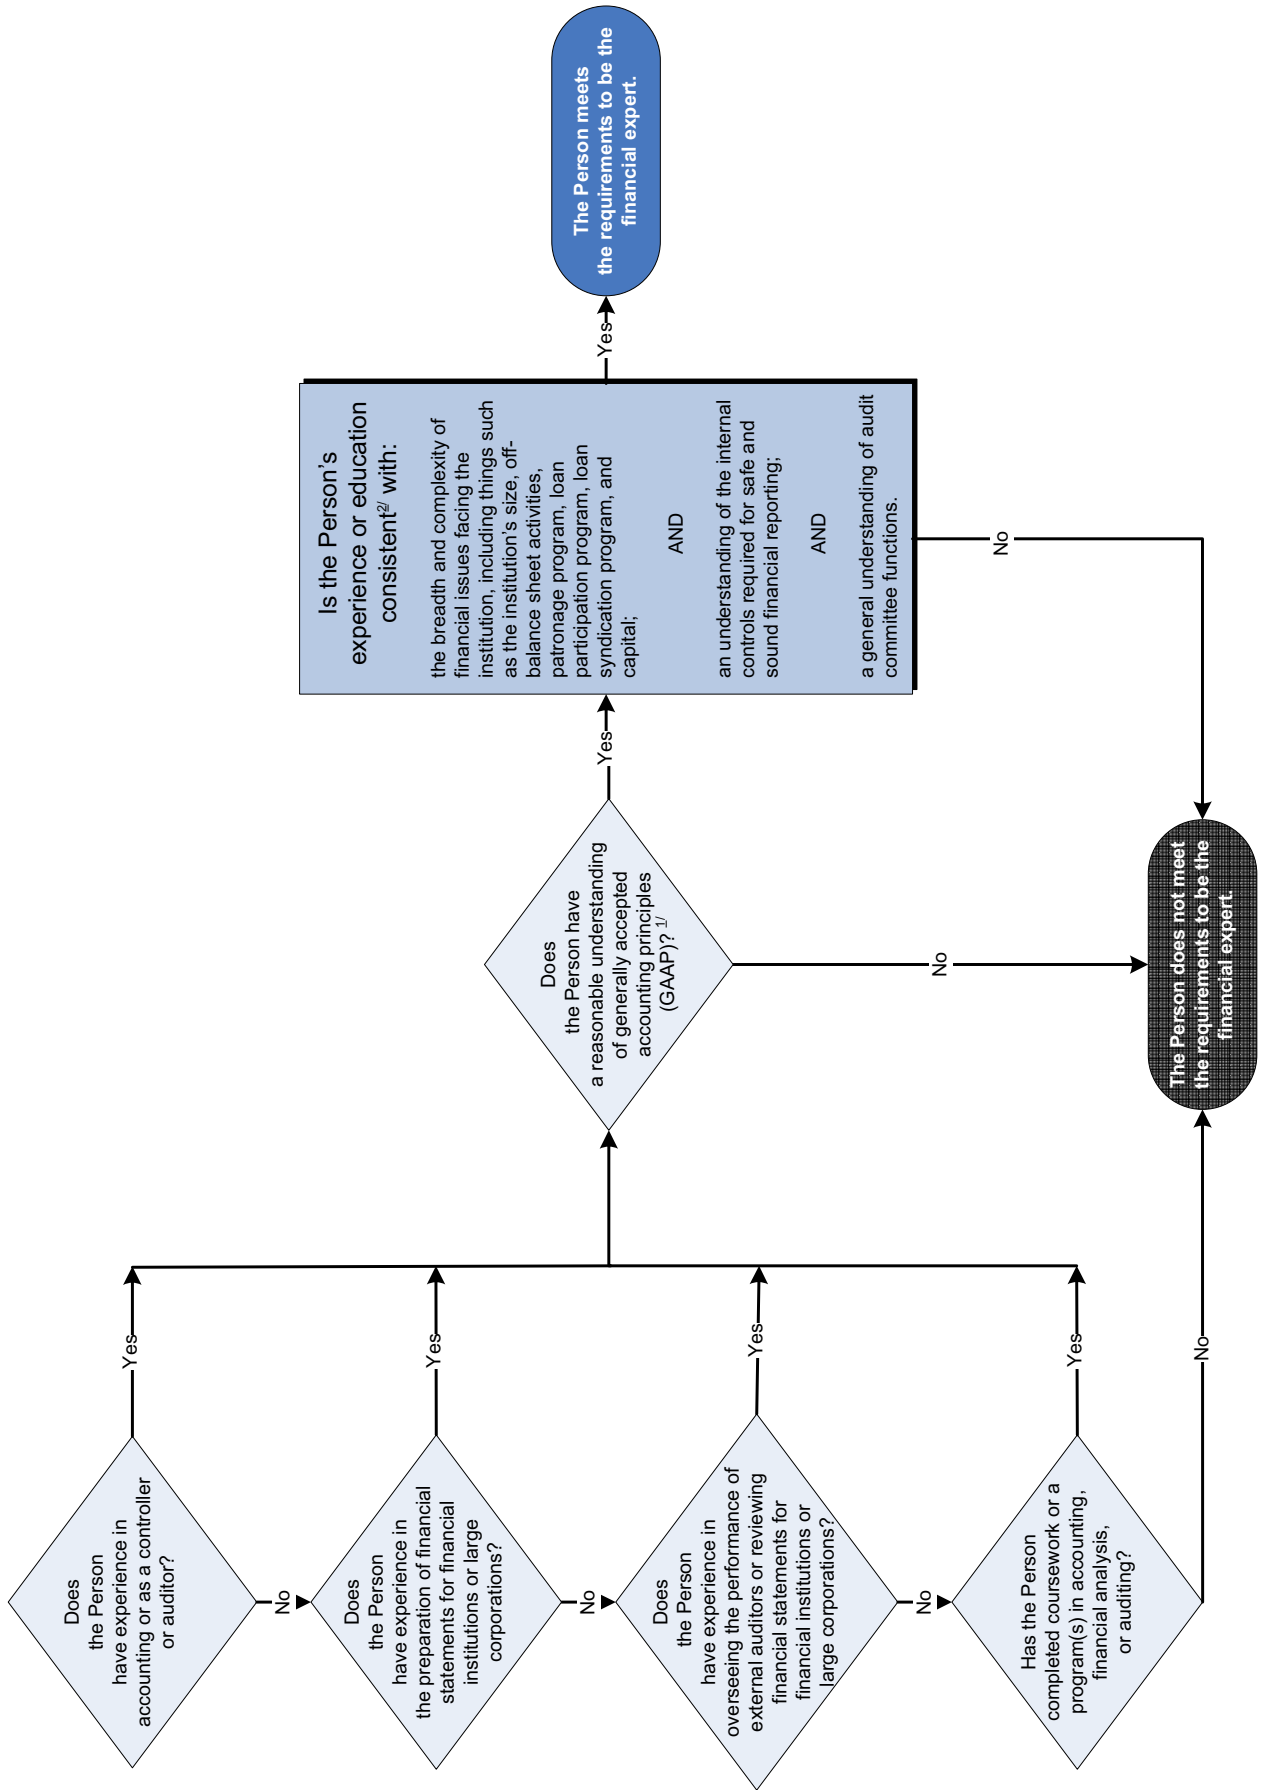 Does
the Person
have experience in
accounting or as a controller
or auditor?
Yes
No
Does
the Person
have experience in
the preparation of financial
statements for financial
institutions or large
corporations?
Yes
No
Does
the Person
have experience in
overseeing the performance of
external auditors or reviewing
financial statements for
financial institutions or
large corporations?
Yes
No
Has the Person
completed coursework or a
program(s) in accounting,
financial analysis,
or auditing?
Yes
No
Does
the Person have
a reasonable understanding
of generally accepted
accounting principles
(GAAP)? 1/
Yes
No
Is the Person's
experience or education
consistent2/ with:
the breadth and complexity of
financial issues facing the
institution, including things such
as the institution's size, off-
balance sheet activities,
patronage program, loan
participation program, loan
syndication program, and
capital;
AND
an understanding of the internal
controls required for safe and
sound financial reporting;
AND
a general understanding of audit
committee functions.
Yes
No
The Person meets
the requirements to be the
financial expert.
The Person does not meet
the requirements to be the
financial expert.